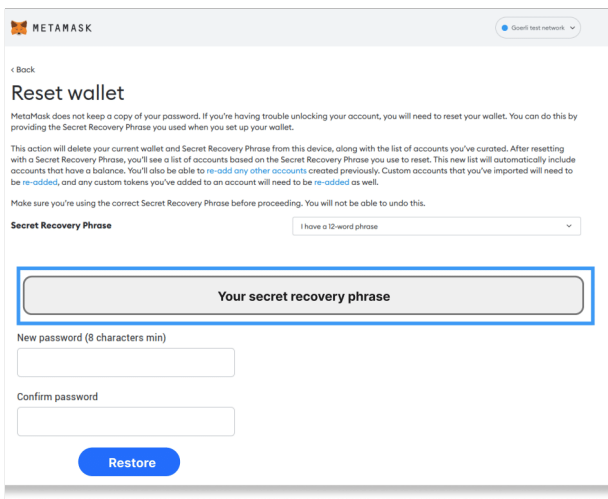 METAMASK
Goerli test network
< Back
Reset wallet
MetaMask does not keep a copy of your password. If you're having trouble unlocking your account, you will need to reset your wallet. You can do this by
providing the Secret Recovery Phrase you used when you set up your wallet.
This action will delete your current wallet and Secret Recovery Phrase from this device, along with the list of accounts you've curated. After resetting
with a Secret Recovery Phrase, you'll see a list of accounts based on the Secret Recovery Phrase you use to reset. This new list will automatically include
accounts that have a balance. You'll also be able to re-add any other accounts created previously. Custom accounts that you've imported will need to
be re-added, and any custom tokens you've added to an account will need to be re-added as well.
Make sure you're using the correct Secret Recovery Phrase before proceeding. You will not be able to undo this.
Secret Recovery Phrase
I have a 12-word phrase
Your secret recovery phrase
New password (8 characters min)
Confirm password
Restore